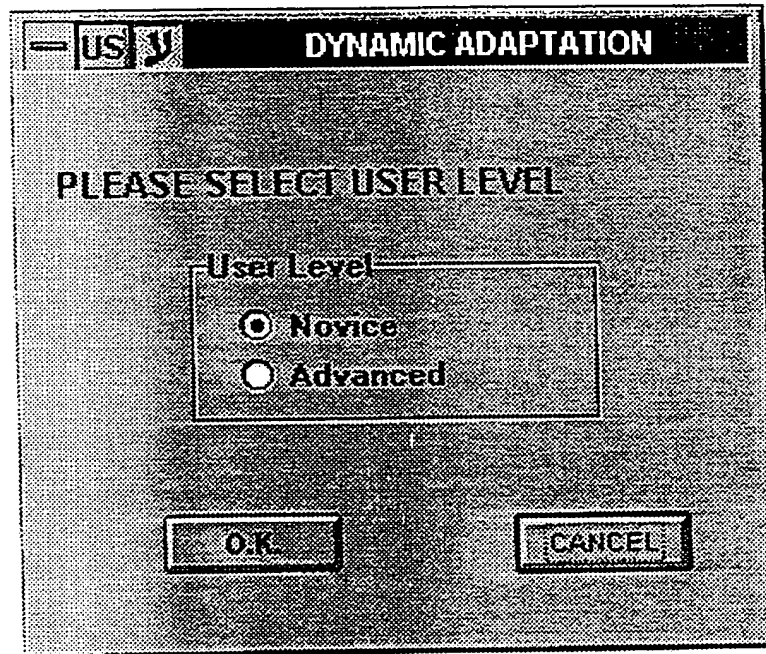 US DYNAMIC ADAPTATION
PLEASE SELECT USER LEVEL
User Level
Novice
Advanced
O.K. CANCEL